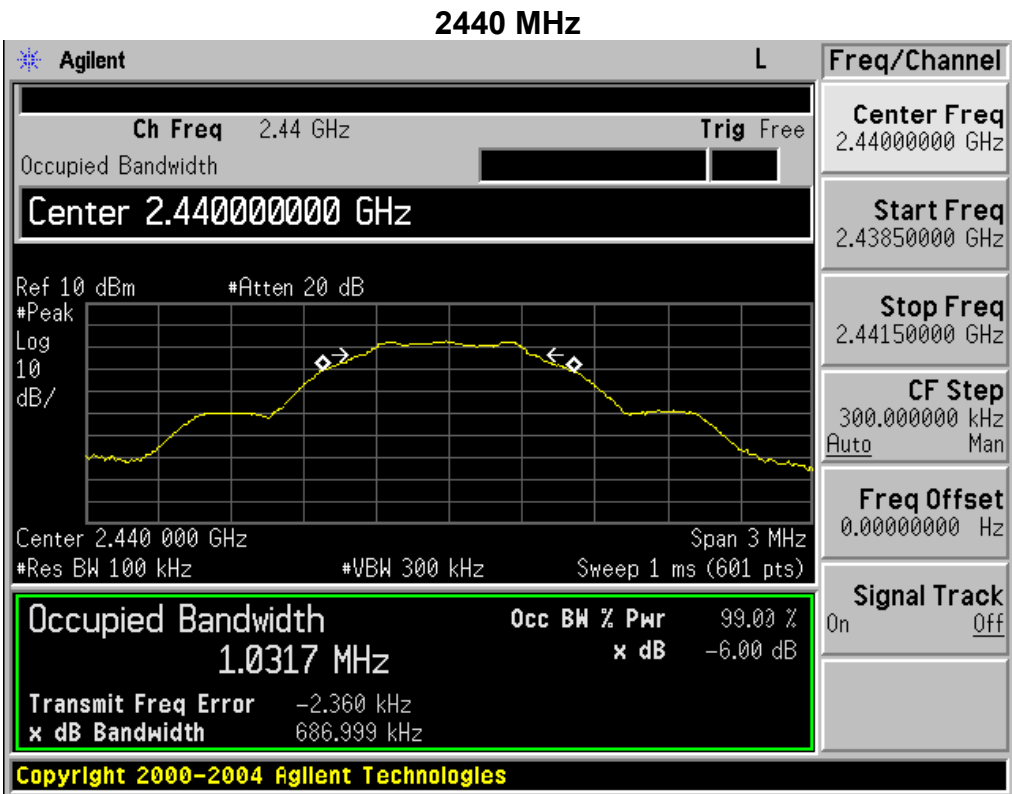 2440 MHz
Agilent L Freq/Channel
Ch Freq 2.44 GHz Trig Free
Occupied Bandwidth
Center 2.440000000 GHz
Ref 10 dBm #Atten 20 dB
#Peak
Log
10
dB/
Center 2.440 000 GHz Span 3 MHz
#Res BW 100 kHz #VBW 300 kHz Sweep 1 ms (601 pts)
Occupied Bandwidth Occ BW % Pwr 99.00 %
1.0317 MHz x dB -6.00 dB
Transmit Freq Error -2.360 kHz
x dB Bandwidth 686.999 kHz
Center Freq
2.44000000 GHz
Start Freq
2.43850000 GHz
Stop Freq
2.44150000 GHz
CF Step
300.000000 kHz
Auto Man
Freq Offset
0.00000000 Hz
Signal Track
On Off
Copyright 2000-2004 Agilent Technologies